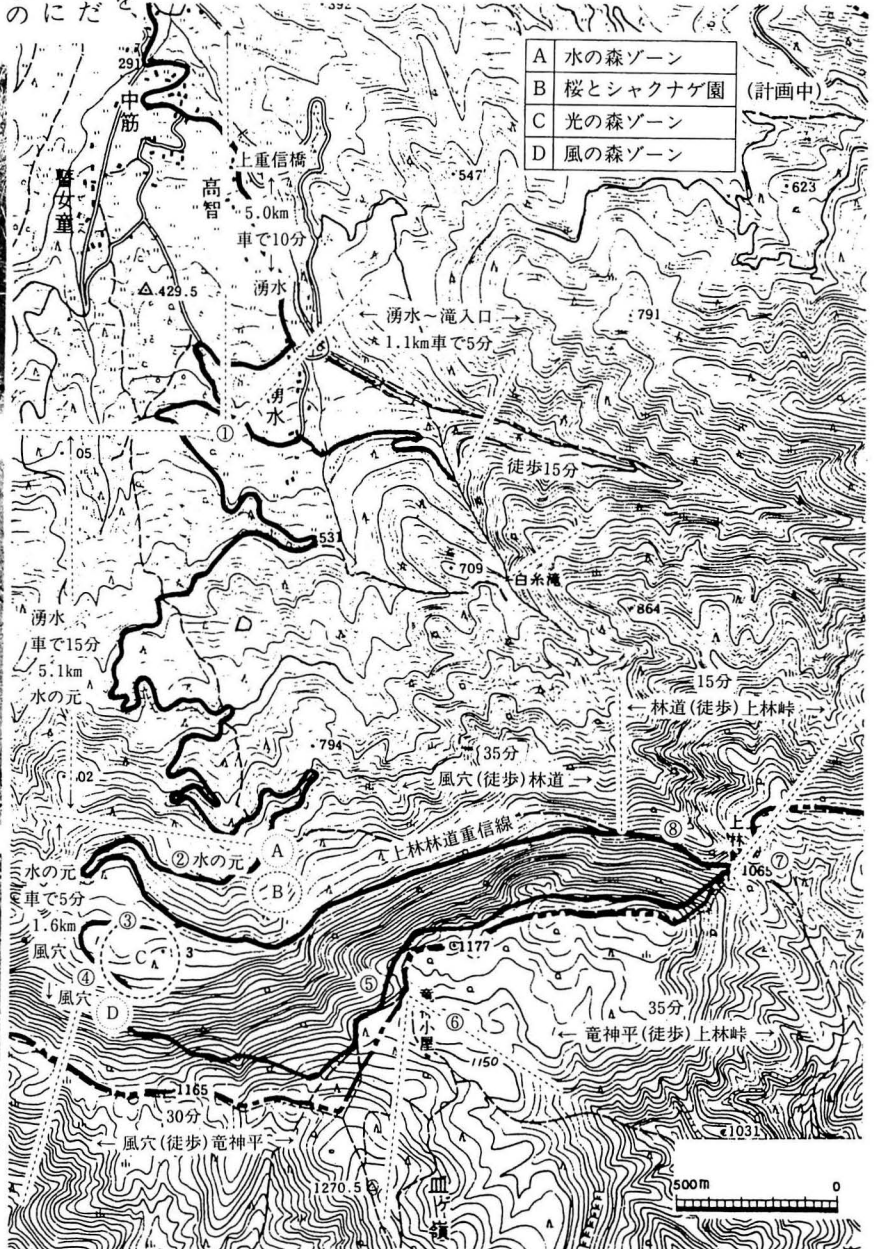 のにだと、
392
A 水の森ゾーン
B 桜とシャクナゲ園 (計画中)
C 光の森ゾーン
D 風の森ゾーン
291
中筋
高智
上重信橋
↑
5.0km
車で10分
↓
湧水
547
623
△429.5
← 湧水～滝入口 →
1.1km車で5分
791
湧水
①
05
徒歩15分
531
709
白糸滝
864
湧水
車で15分
5.1km
水の元
15分
← 林道(徒歩)上林峠 →
794
35分
← 風穴(徒歩)林道 →
02
上林
②水の元
A
上林林道重信線
⑧
⑦
1065
B
水の元
車で5分
1.6km
風穴
③
C
3
④
↓風穴
D
1177
⑤
竜
小屋
⑥
1150
35分
← 竜神平(徒歩)上林峠 →
1165
30分
← 風穴(徒歩)竜神平 →
1031
1270.5
皿ヶ嶺
500m 0